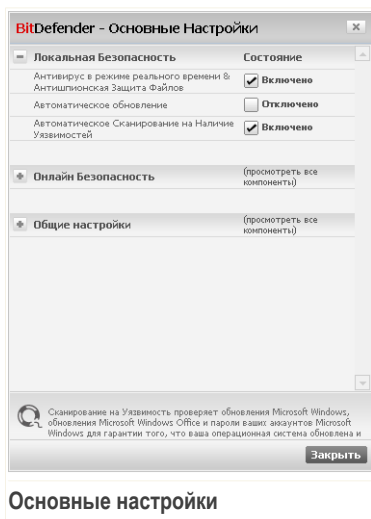 BitDefender - Основные Настройки
Локальная Безопасность Состояние
Антивирус в режиме реального времени &
Антишпионская Защита Файлов
Включено
Автоматическое обновление Отключено
Автоматическое Сканирование на Наличие
Уязвимостей
Включено
Онлайн Безопасность (просмотреть все
компоненты)
Общие настройки (просмотреть все
компоненты)
Сканирование на Уязвимость проверяет обновления Microsoft Windows,
обновления Microsoft Windows Office и пароли ваших аккаунтов Microsoft
Windows для гарантии того, что ваша операционная система обновлена и
Закрыть
Основные настройки